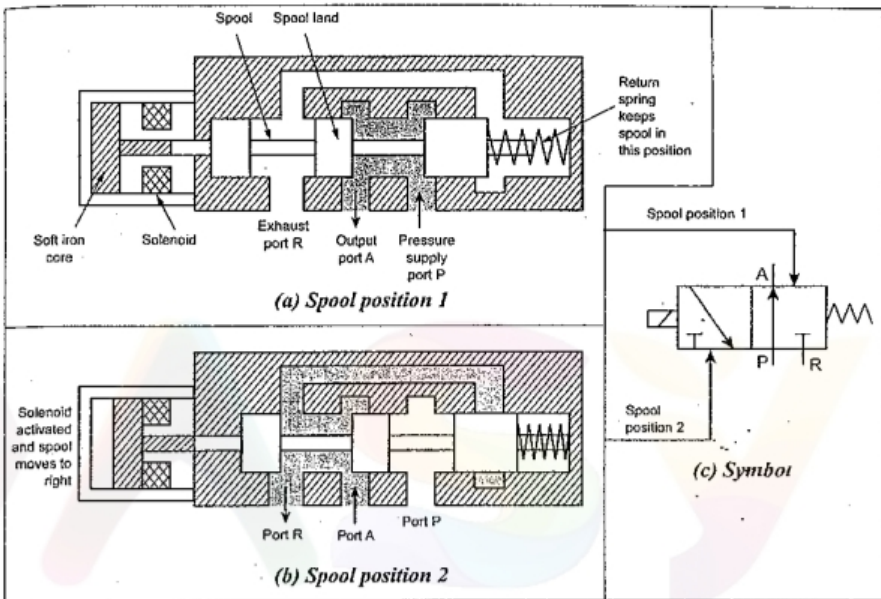 Spool
Spool land
Return
spring
keeps
spool in
this position
Soft iron
core
Solenoid
Exhaust
port R
Output
port A
Pressure
supply
port P
(a) Spool position 1
Solenoid
activated
and spool
moves to
right
Port R
Port A
Port P
(b) Spool position 2
Spool position 1
A
P
R
Spool
position 2
(c) Symbol